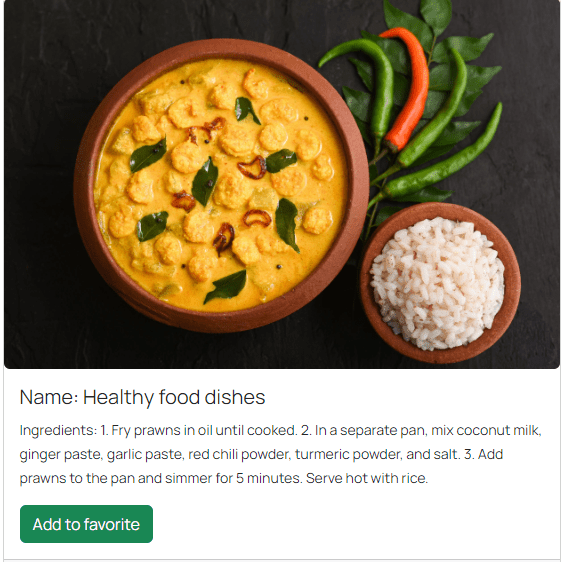 Name: Healthy food dishes
Ingredients: 1. Fry prawns in oil until cooked. 2. In a separate pan, mix coconut milk,
ginger paste, garlic paste, red chili powder, turmeric powder, and salt. 3. Add
prawns to the pan and simmer for 5 minutes. Serve hot with rice.
Add to favorite